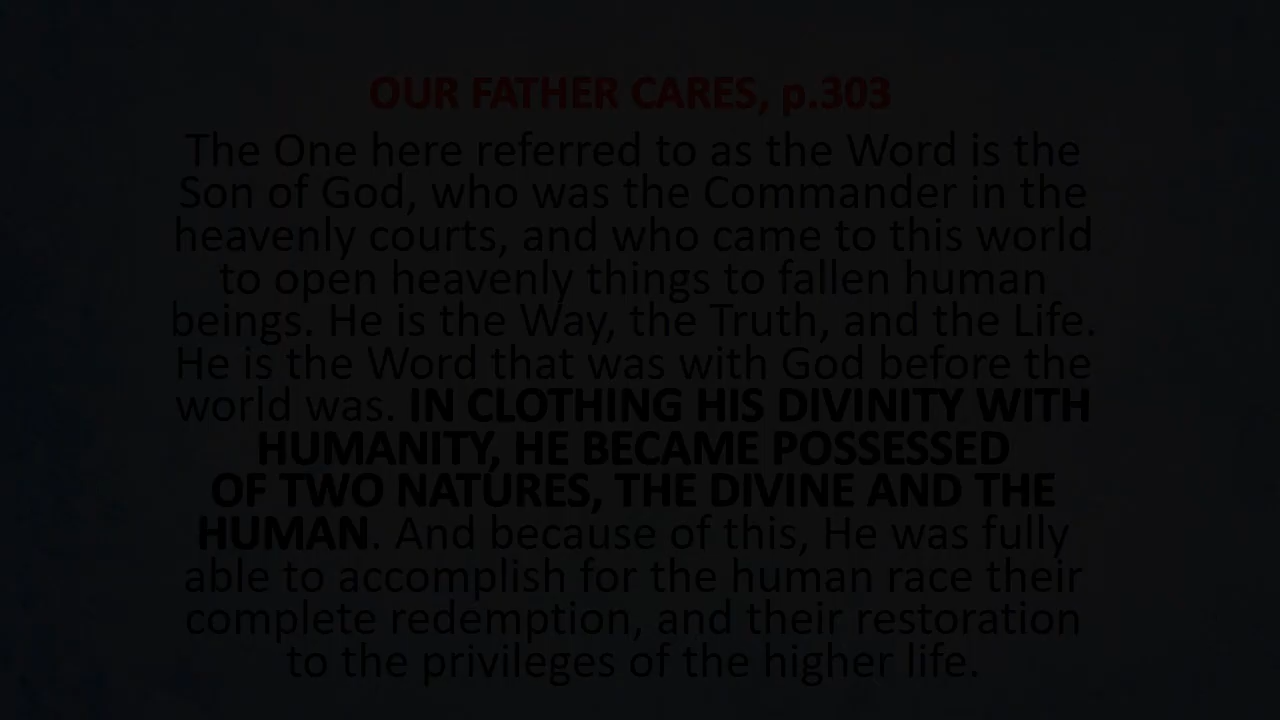 OUR FATHER CARES, p.303
The One here referred to as the Word is the
Son of God, who was the Commander in the
heavenly courts, and who came to this world
to open heavenly things to fallen human
beings. He is the Way, the Truth, and the Life.
He is the Word that was with God before the
world was. IN CLOTHING HIS DIVINITY WITH
HUMANITY, HE BECAME POSSESSED
OF TWO NATURES, THE DIVINE AND THE
HUMAN. And because of this, He was fully
able to accomplish for the human race their
complete redemption, and their restoration
to the privileges of the higher life.